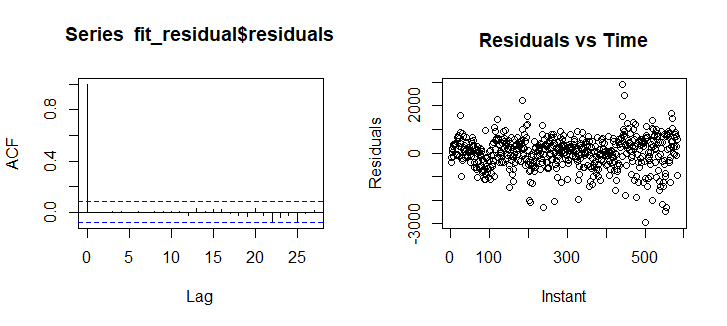 Series fit_residual$residuals
ACF
0.0 0.4 0.8
0 5 10 15 20 25
Lag
Residuals vs Time
Residuals
-3000 0 2000
0 100 300 500
Instant